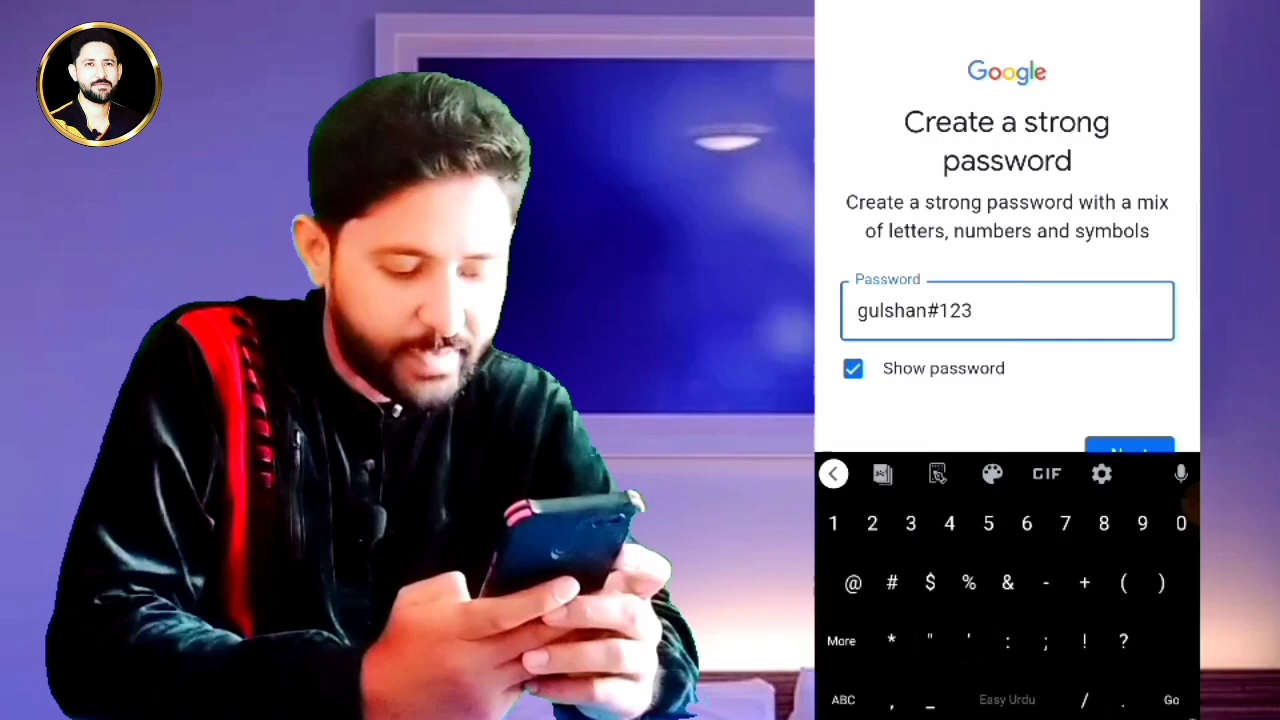 Google
Create a strong
password
Create a strong password with a mix
of letters, numbers and symbols
Password
gulshan#123
Show password
GIF
1 2 3 4 5 6 7 8 9 0
@ # $ % & - + ( )
More * " ' : ; ! ?
ABC , _ Easy Urdu / . Go